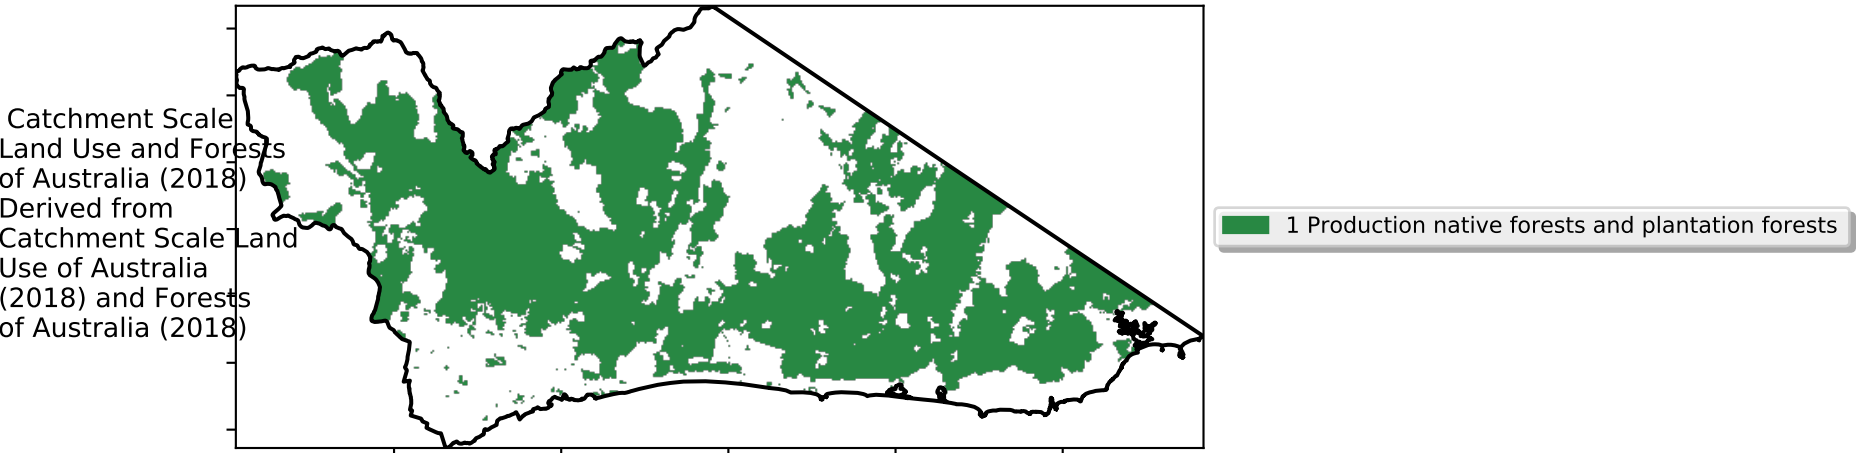 Catchment Scale
Land Use and Forests
of Australia (2018)
Derived from
Catchment Scale Land
Use of Australia
(2018) and Forests
of Australia (2018)
1 Production native forests and plantation forests